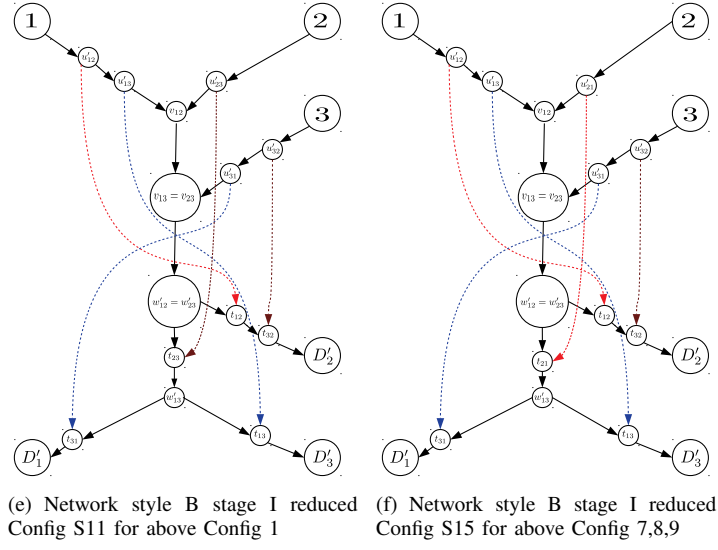 1
2
u′12
u′13
u′23
v12
3
u′32
u′31
v13 = v23
w′12 = w′23
t12
t32
t23
D′2
w′13
t31
t13
D′1
D′3
(e) Network style B stage I reduced
Config S11 for above Config 1
1
2
u′12
u′13
u′21
v12
3
u′32
u′31
v13 = v23
w′12 = w′23
t12
t32
t21
D′2
w′13
t31
t13
D′1
D′3
(f) Network style B stage I reduced
Config S15 for above Config 7,8,9